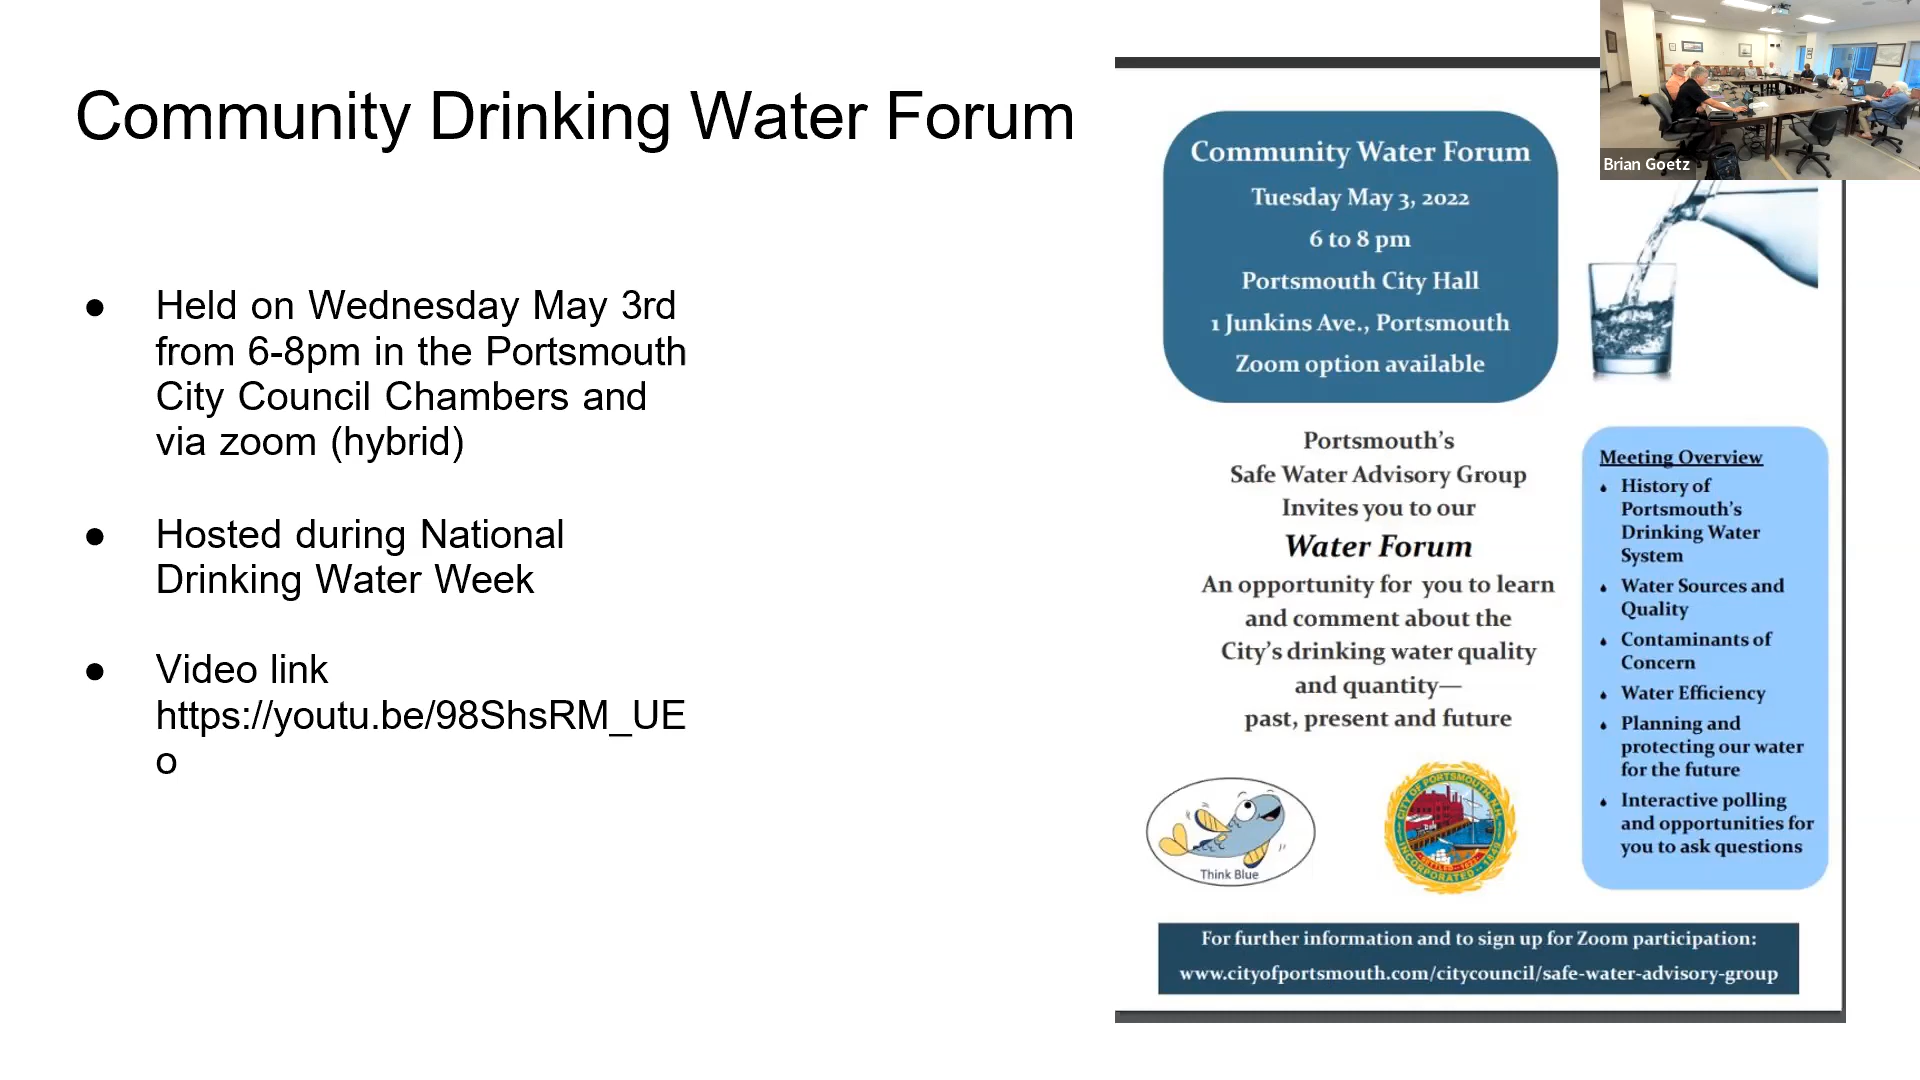 Community Drinking Water Forum
● Held on Wednesday May 3rd
from 6-8pm in the Portsmouth
City Council Chambers and
via zoom (hybrid)
● Hosted during National
Drinking Water Week
● Video link
https://youtu.be/98ShsRM_UE
o
Community Water Forum
Tuesday May 3, 2022
6 to 8 pm
Portsmouth City Hall
1 Junkins Ave., Portsmouth
Zoom option available
Brian Goetz
Portsmouth's
Safe Water Advisory Group
Invites you to our
Water Forum
An opportunity for you to learn
and comment about the
City's drinking water quality
and quantity—
past, present and future
Meeting Overview
History of
Portsmouth's
Drinking Water
System
Water Sources and
Quality
Contaminants of
Concern
Water Efficiency
Planning and
protecting our water
for the future
Interactive polling
and opportunities for
you to ask questions
Think Blue
CITY OF PORTSMOUTH, N.H.
SETTLED 1623
INCORPORATED 1849
For further information and to sign up for Zoom participation:
www.cityofportsmouth.com/citycouncil/safe-water-advisory-group